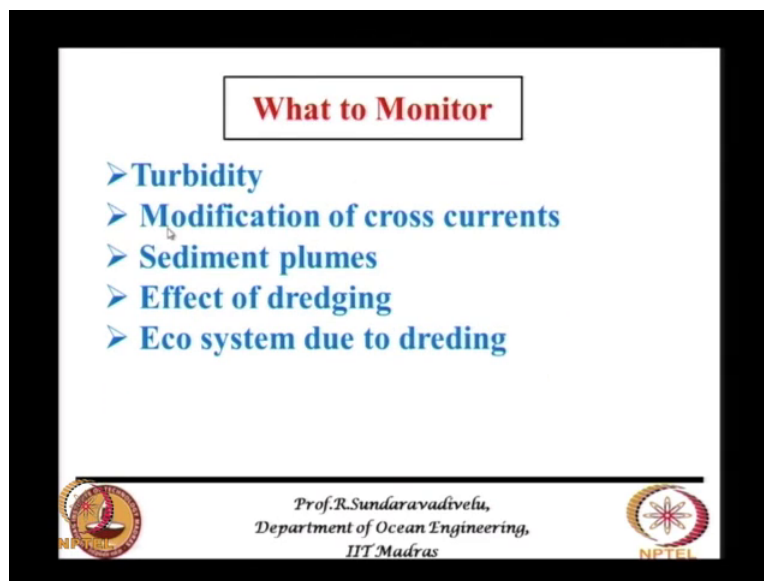 What to Monitor
➢Turbidity
➢ Modification of cross currents
➢ Sediment plumes
➢ Effect of dredging
➢ Eco system due to dreding
Prof.R.Sundaravadivelu,
Department of Ocean Engineering,
IIT Madras
NPTEL
NPTEL